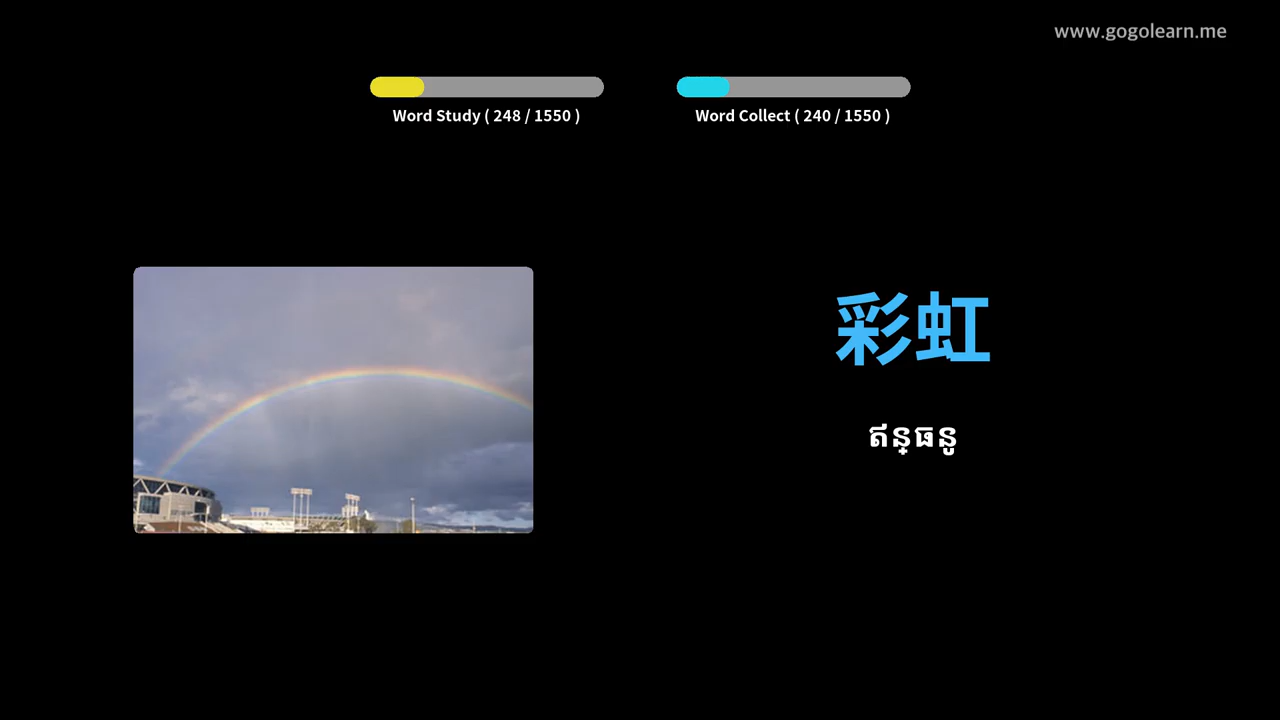 www.gogolearn.me
Word Study ( 248 / 1550 )
Word Collect ( 240 / 1550 )
彩虹
ឥន្ធនូ